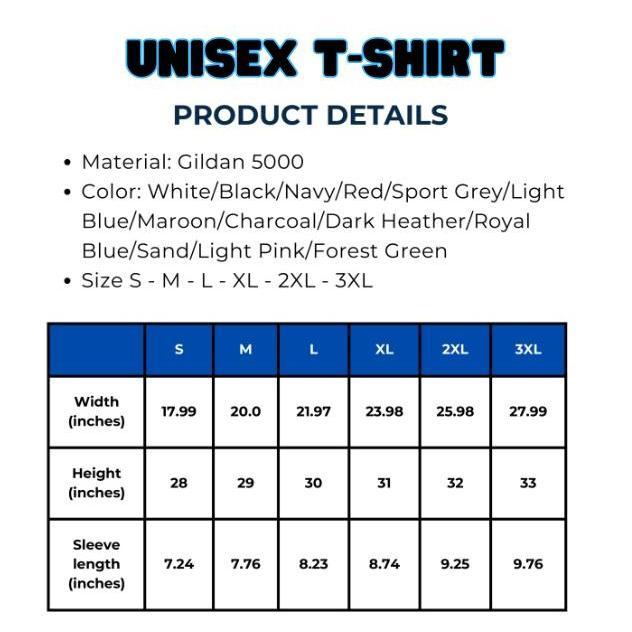 UNISEX T-SHIRT
PRODUCT DETAILS
• Material: Gildan 5000
• Color: White/Black/Navy/Red/Sport Grey/Light
Blue/Maroon/Charcoal/Dark Heather/Royal
Blue/Sand/Light Pink/Forest Green
• Size S - M - L - XL - 2XL - 3XL
S M L XL 2XL 3XL
Width
(inches) 17.99 20.0 21.97 23.98 25.98 27.99
Height
(inches) 28 29 30 31 32 33
Sleeve
length
(inches) 7.24 7.76 8.23 8.74 9.25 9.76